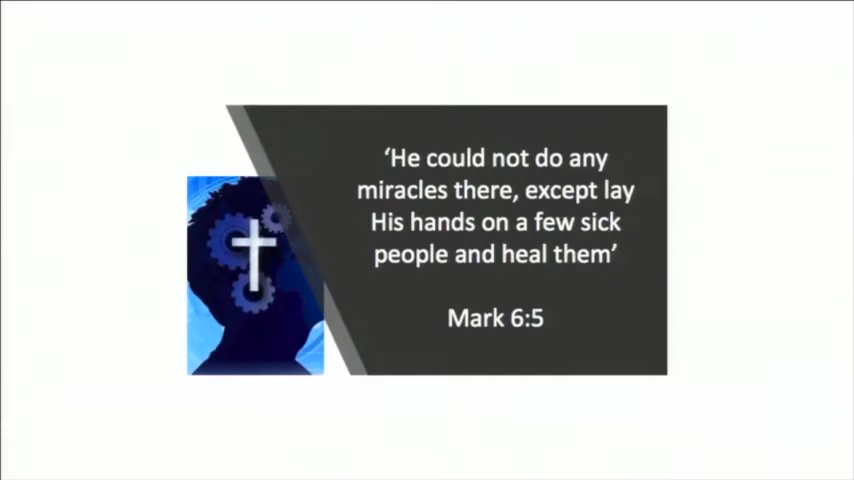 ‘He could not do any
miracles there, except lay
His hands on a few sick
people and heal them’
Mark 6:5